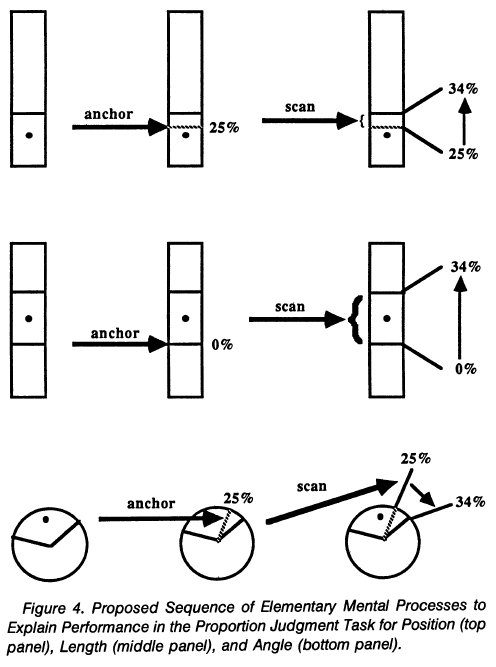 anchor
25%
scan
34%
25%
anchor
0%
scan
34%
0%
anchor
25%
scan
25%
34%
Figure 4. Proposed Sequence of Elementary Mental Processes to
Explain Performance in the Proportion Judgment Task for Position (top
panel), Length (middle panel), and Angle (bottom panel).